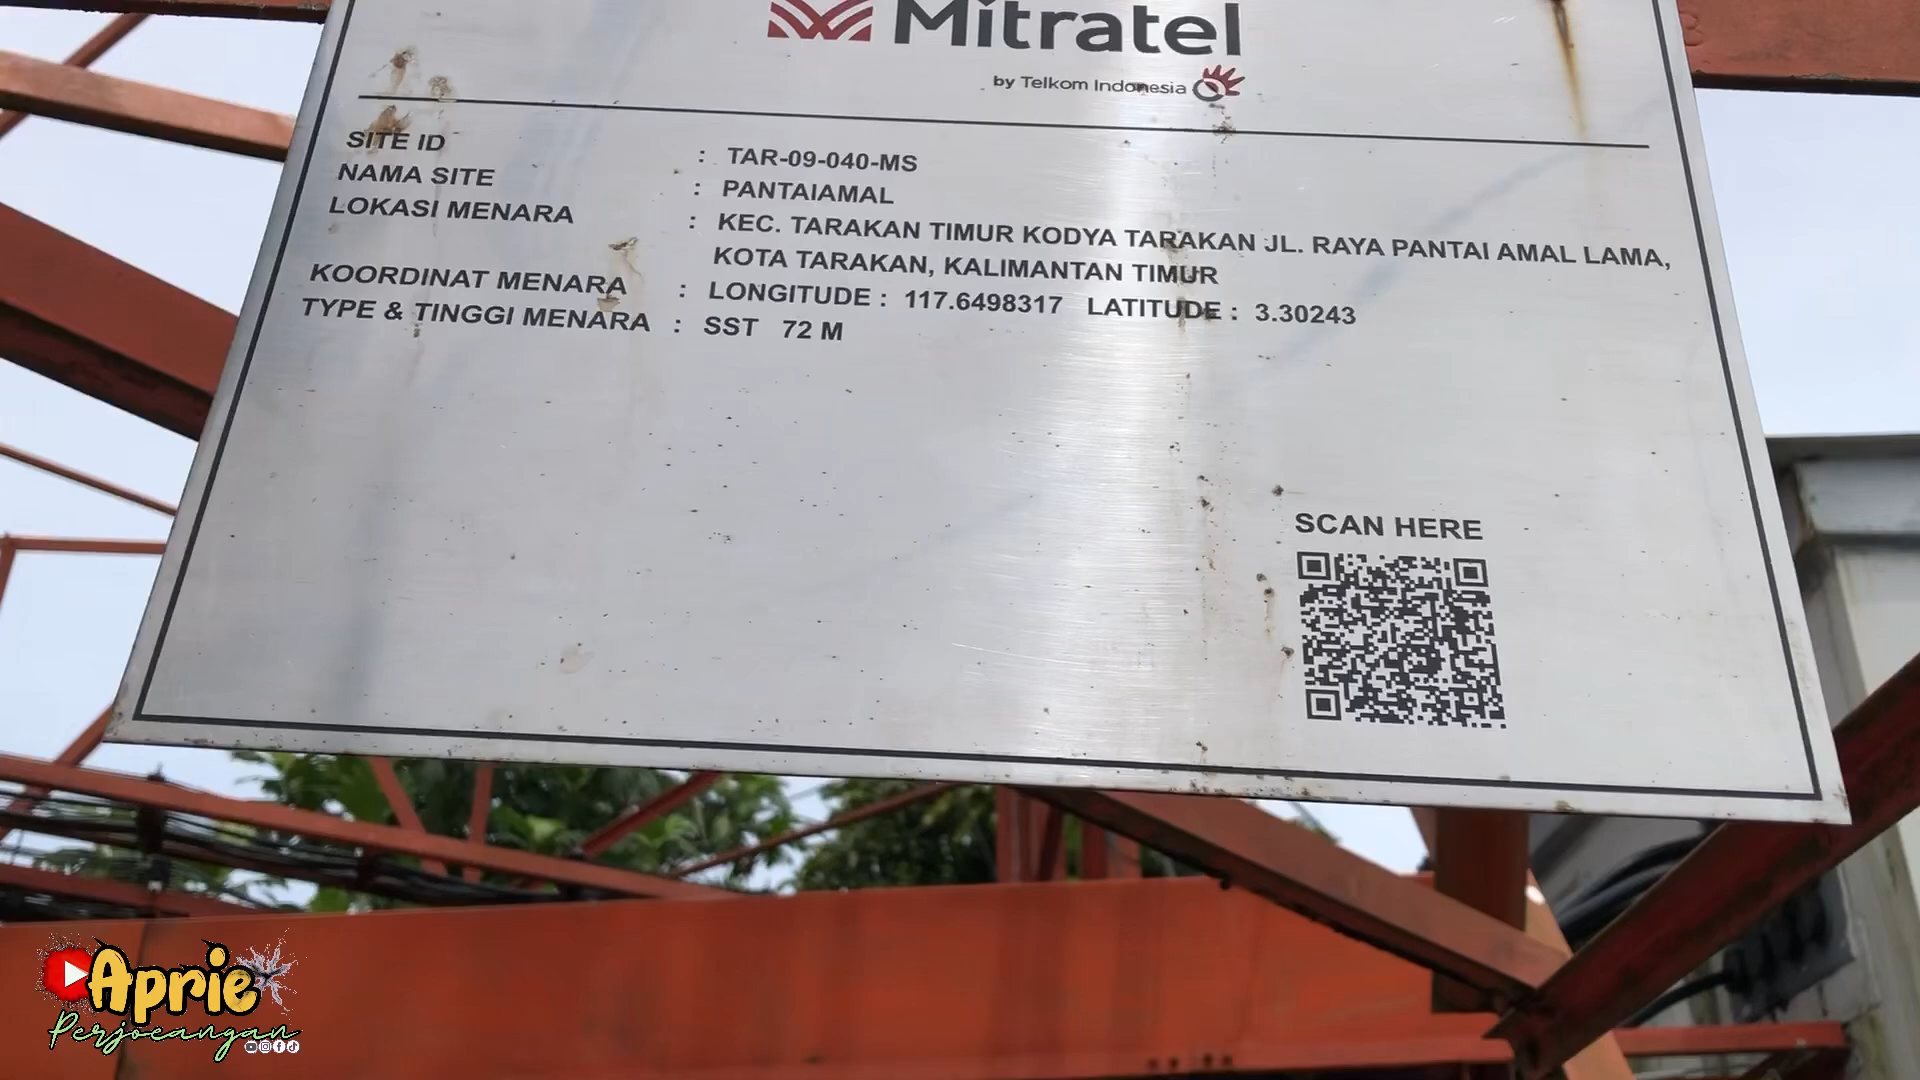 Mitratel
by Telkom Indonesia
SITE ID : TAR-09-040-MS
NAMA SITE : PANTAIAMAL
LOKASI MENARA : KEC. TARAKAN TIMUR KODYA TARAKAN JL. RAYA PANTAI AMAL LAMA,
KOTA TARAKAN, KALIMANTAN TIMUR
KOORDINAT MENARA : LONGITUDE : 117.6498317 LATITUDE : 3.30243
TYPE & TINGGI MENARA : SST 72 M
SCAN HERE
Aprie
Perjoeangan